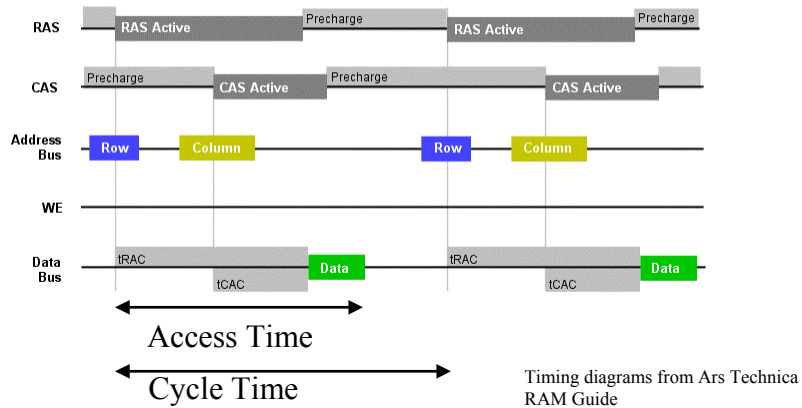 RAS
RAS Active
Precharge
RAS Active
Precharge
CAS
Precharge
CAS Active
Precharge
CAS Active
Address
Bus
Row
Column
Row
Column
WE
Data
Bus
tRAC
tCAC
Data
tRAC
tCAC
Data
Access Time
Cycle Time
Timing diagrams from Ars Technica
RAM Guide